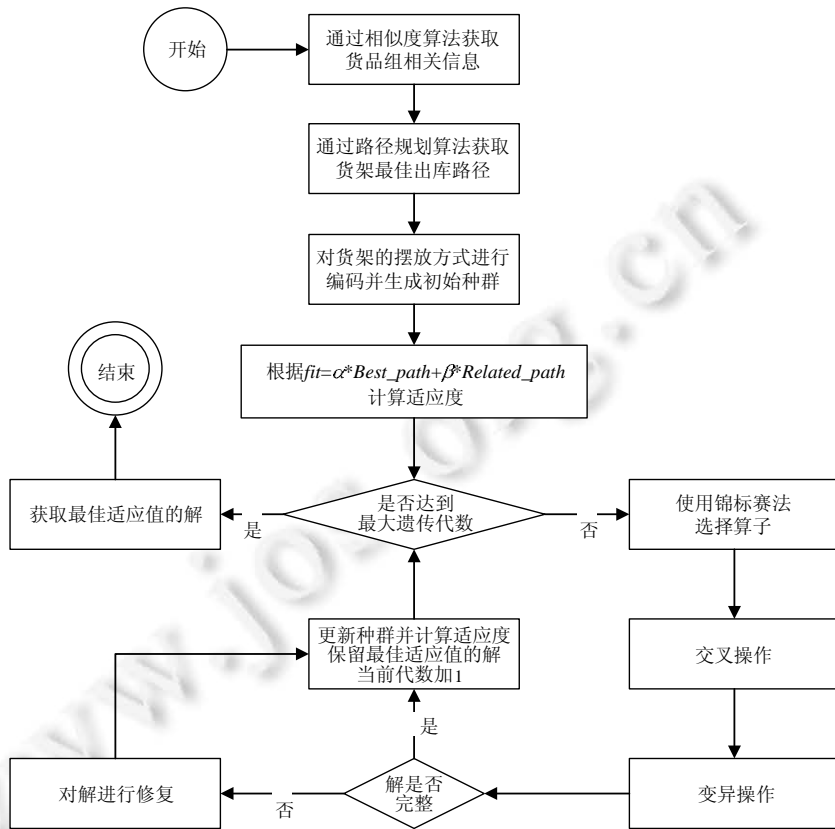 开始
通过相似度算法获取
货品组相关信息
通过路径规划算法获取
货架最佳出库路径
对货架的摆放方式进行
编码并生成初始种群
根据fit=α*Best_path+β*Related_path
计算适应度
结束
获取最佳适应值的解
是
是否达到
最大遗传代数
否
使用锦标赛法
选择算子
更新种群并计算适应度
保留最佳适应值的解
当前代数加1
交叉操作
是
对解进行修复
否
解是否
完整
变异操作
www.jos.org.cn